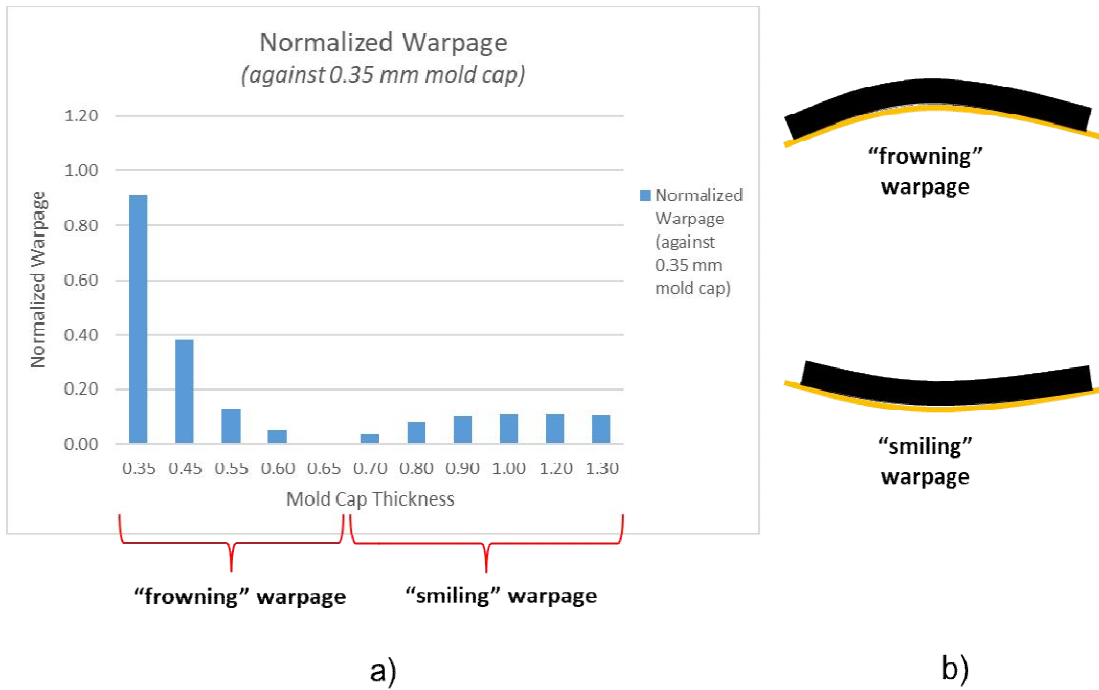 Normalized Warpage
(against 0.35 mm mold cap)
1.20
1.00
0.80
0.60
0.40
0.20
0.00
Normalized Warpage
0.35 0.45 0.55 0.60 0.65 0.70 0.80 0.90 1.00 1.20 1.30
Mold Cap Thickness
Normalized
Warpage
(against
0.35 mm
mold cap)
“frowning” warpage
“smiling” warpage
a)
“frowning”
warpage
“smiling”
warpage
b)